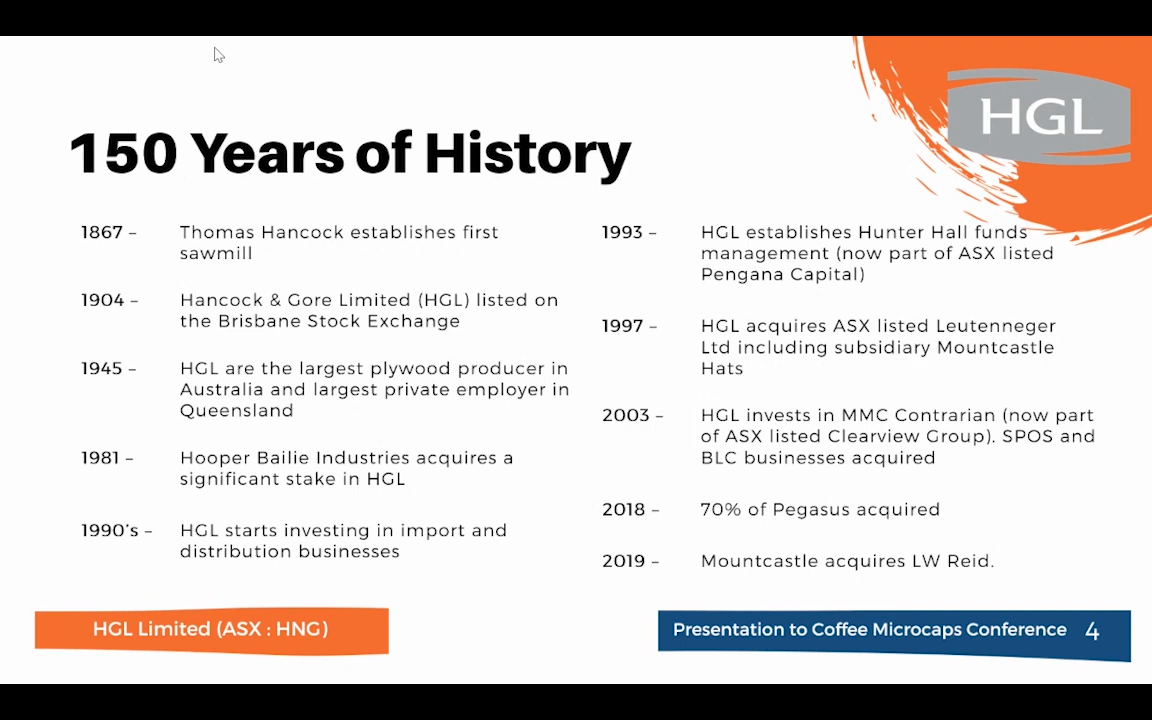 HGL
150 Years of History
1867 – Thomas Hancock establishes first
sawmill
1904 – Hancock & Gore Limited (HGL) listed on
the Brisbane Stock Exchange
1945 – HGL are the largest plywood producer in
Australia and largest private employer in
Queensland
1981 – Hooper Bailie Industries acquires a
significant stake in HGL
1990's – HGL starts investing in import and
distribution businesses
1993 – HGL establishes Hunter Hall funds
management (now part of ASX listed
Pengana Capital)
1997 – HGL acquires ASX listed Leutenneger
Ltd including subsidiary Mountcastle
Hats
2003 – HGL invests in MMC Contrarian (now part
of ASX listed Clearview Group). SPOS and
BLC businesses acquired
2018 – 70% of Pegasus acquired
2019 – Mountcastle acquires LW Reid.
HGL Limited (ASX : HNG)
Presentation to Coffee Microcaps Conference 4